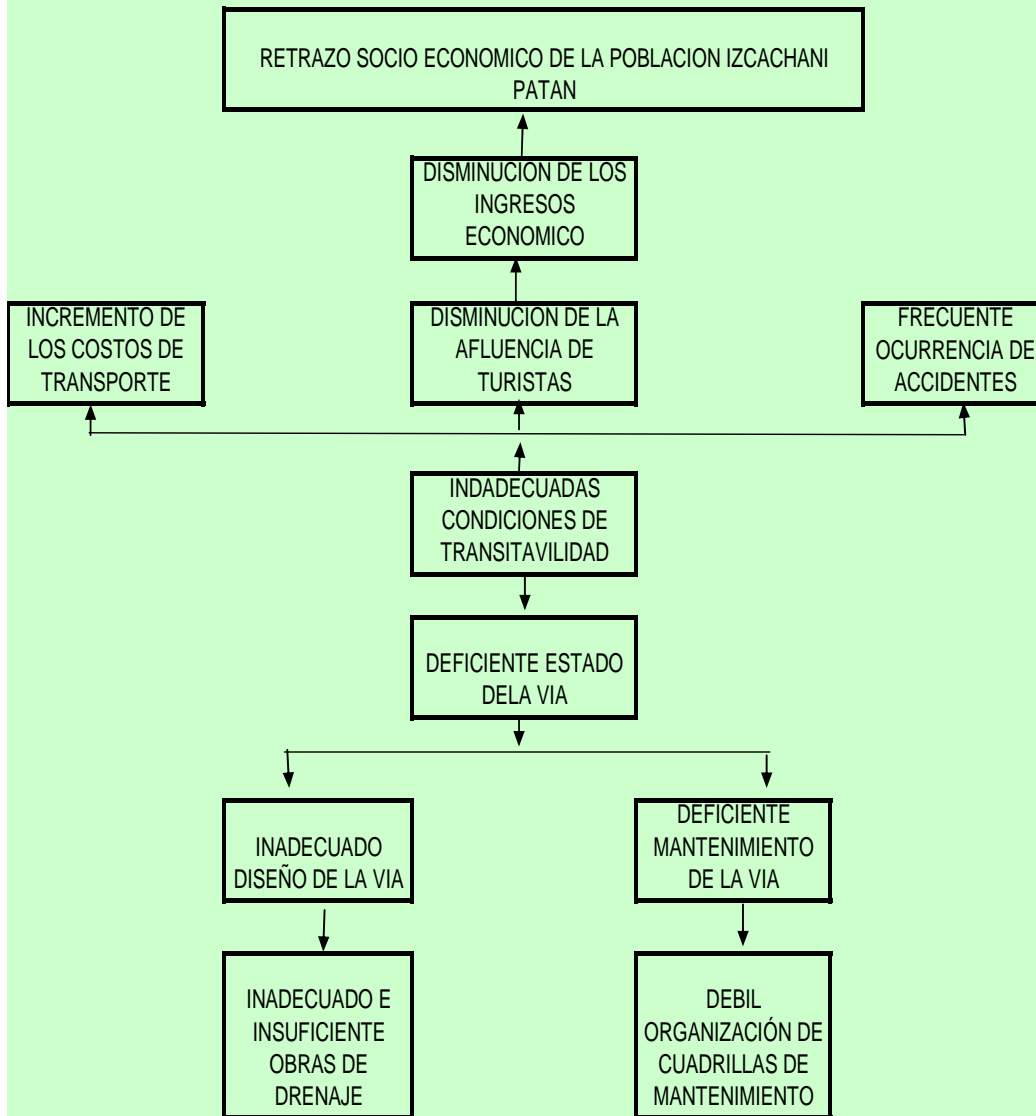 RETRAZO SOCIO ECONOMICO DE LA POBLACION IZCACHANI
PATAN
DISMINUCION DE LOS
INGRESOS
ECONOMICO
INCREMENTO DE
LOS COSTOS DE
TRANSPORTE
DISMINUCION DE LA
AFLUENCIA DE
TURISTAS
FRECUENTE
OCURRENCIA DE
ACCIDENTES
INDADECUADAS
CONDICIONES DE
TRANSITAVILIDAD
DEFICIENTE ESTADO
DELA VIA
INADECUADO
DISEÑO DE LA VIA
DEFICIENTE
MANTENIMIENTO
DE LA VIA
INADECUADO E
INSUFICIENTE
OBRAS DE
DRENAJE
DEBIL
ORGANIZACIÓN DE
CUADRILLAS DE
MANTENIMIENTO